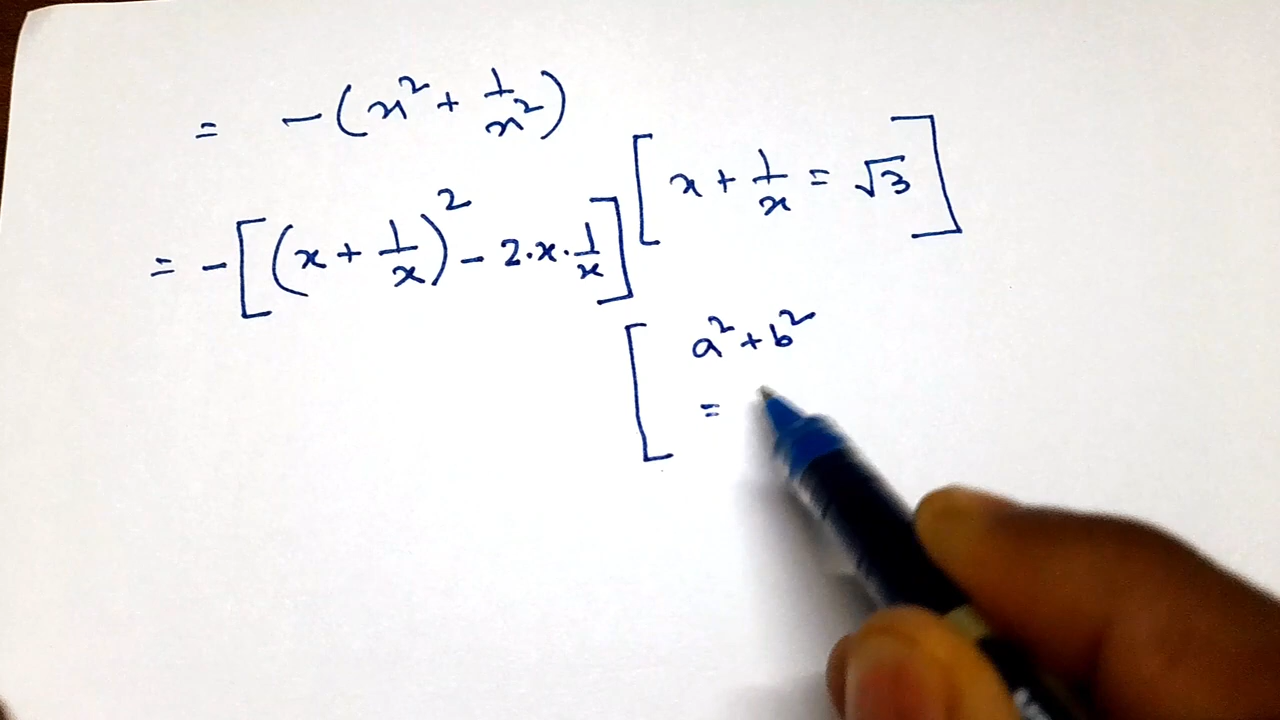 = -(x² + 1/x²)
[x + 1/x = √3]
= -[(x + 1/x)² - 2·x·1/x]
[a² + b²
=